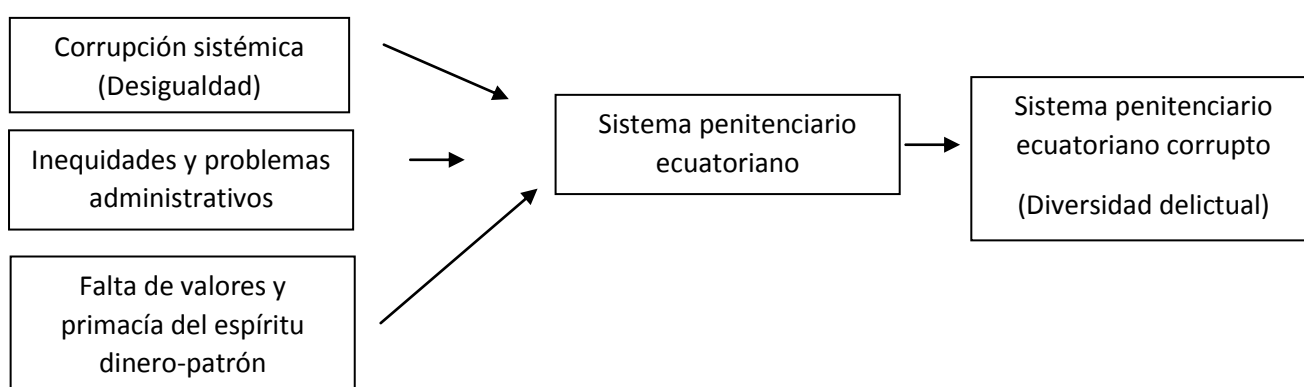 Corrupción sistémica
(Desigualdad)
Inequidades y problemas
administrativos
Falta de valores y
primacía del espíritu
dinero-patrón
Sistema penitenciario
ecuatoriano
Sistema penitenciario
ecuatoriano corrupto
(Diversidad delictual)